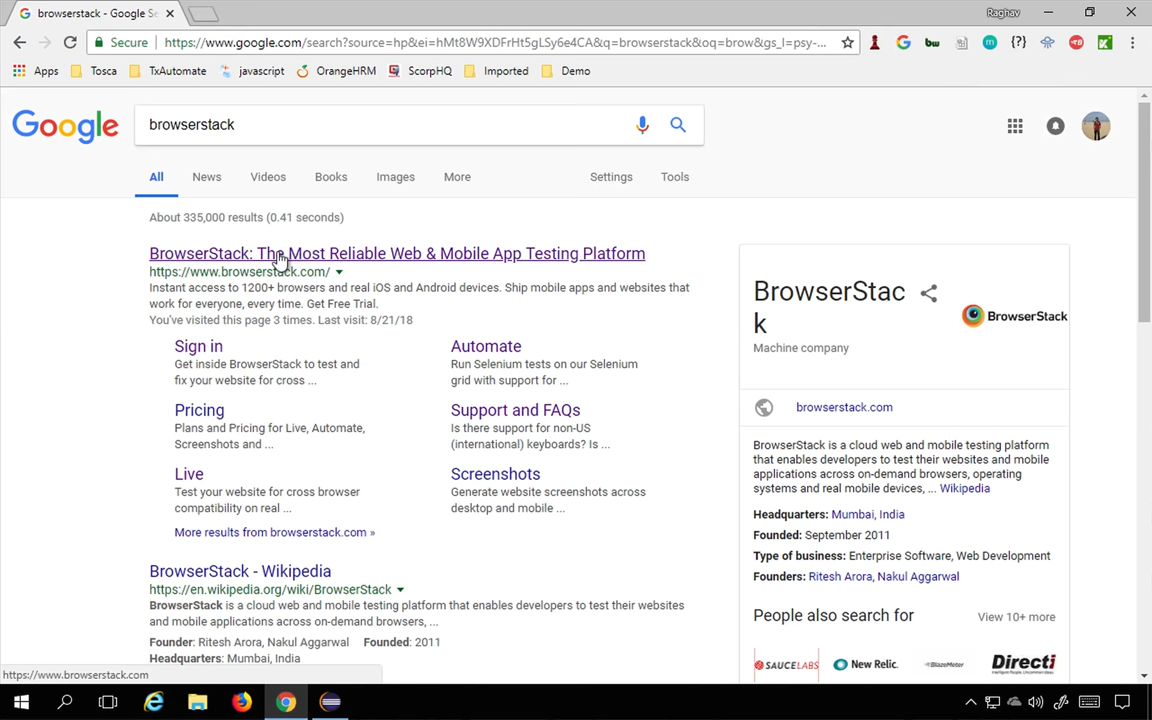 browserstack - Google Se
Raghav
Secure
https://www.google.com/search?source=hp&ei=hMt8W9XDFrHt5gLSy6e4CA&q=browserstack&oq=brow&gs_l=psy-...
Apps
Tosca
TxAutomate
javascript
OrangeHRM
ScorpHQ
Imported
Demo
Google
browserstack
All
News
Videos
Books
Images
More
Settings
Tools
About 335,000 results (0.41 seconds)
BrowserStack: The Most Reliable Web & Mobile App Testing Platform
https://www.browserstack.com/
Instant access to 1200+ browsers and real iOS and Android devices. Ship mobile apps and websites that
work for everyone, every time. Get Free Trial.
You've visited this page 3 times. Last visit: 8/21/18
Sign in
Get inside BrowserStack to test and
fix your website for cross ...
Automate
Run Selenium tests on our Selenium
grid with support for ...
Pricing
Plans and Pricing for Live, Automate,
Screenshots and ...
Support and FAQs
Is there support for non-US
(international) keyboards? Is ...
Live
Test your website for cross browser
compatibility on real ...
Screenshots
Generate website screenshots across
desktop and mobile ...
More results from browserstack.com »
BrowserStack - Wikipedia
https://en.wikipedia.org/wiki/BrowserStack
BrowserStack is a cloud web and mobile testing platform that enables developers to test their websites
and mobile applications across on-demand browsers, ...
Founder: Ritesh Arora, Nakul Aggarwal Founded: 2011
Headquarters: Mumbai, India
BrowserStac
k
Machine company
BrowserStack
browserstack.com
BrowserStack is a cloud web and mobile testing platform
that enables developers to test their websites and mobile
applications across on-demand browsers, operating
systems and real mobile devices, ... Wikipedia
Headquarters: Mumbai, India
Founded: September 2011
Type of business: Enterprise Software, Web Development
Founders: Ritesh Arora, Nakul Aggarwal
People also search for
View 10+ more
SAUCELABS
New Relic.
BlazeMeter
Directi
https://www.browserstack.com